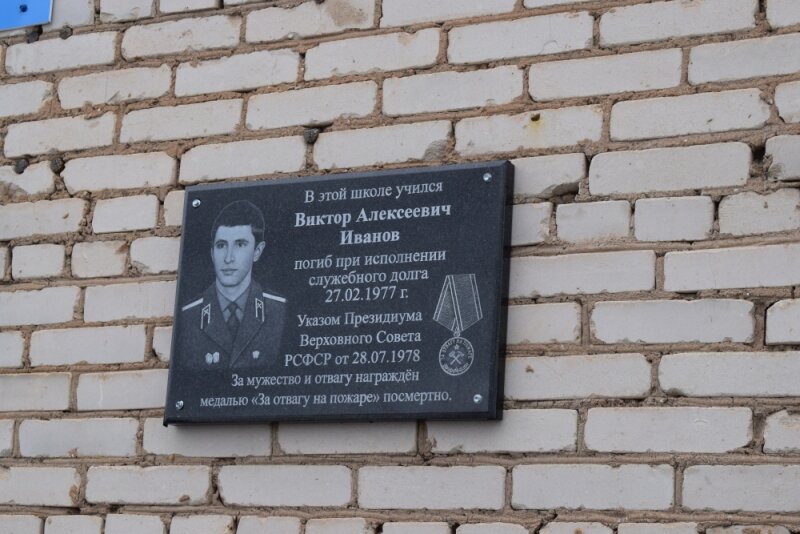 В этой школе учился
Виктор Алексеевич
Иванов
погиб при исполнении
служебного долга
27.02.1977 г.
Указом Президиума
Верховного Совета
РСФСР от 28.07.1978
За мужество и отвагу награждён
медалью «За отвагу на пожаре» посмертно.